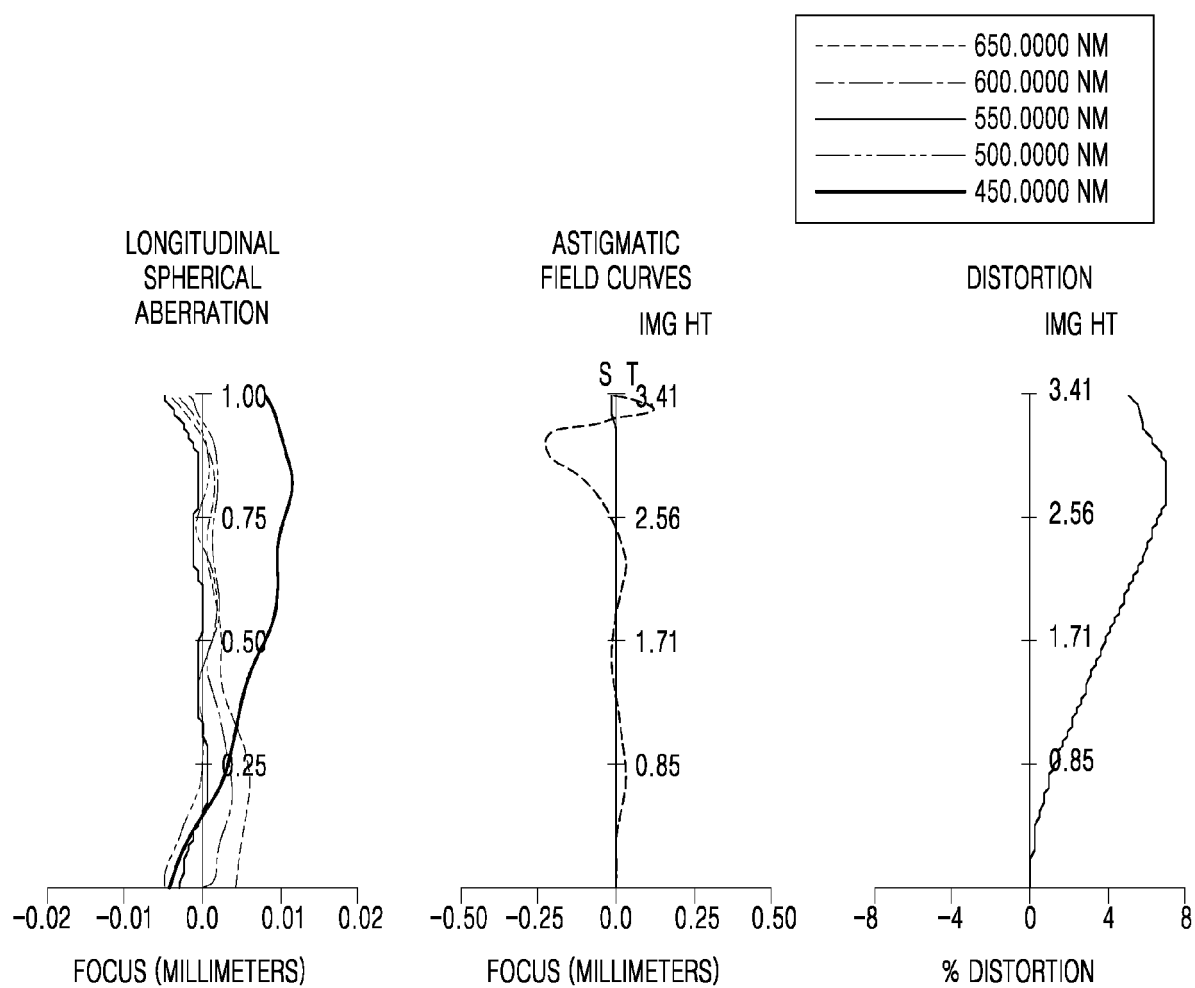 650.0000 NM
600.0000 NM
550.0000 NM
500.0000 NM
450.0000 NM
LONGITUDINAL
SPHERICAL
ABERRATION
1.00
0.75
0.50
0.25
-0.02 -0.01 0.0 0.01 0.02
FOCUS (MILLIMETERS)
ASTIGMATIC
FIELD CURVES
IMG HT
S T
3.41
2.56
1.71
0.85
-0.50 -0.25 0.0 0.25 0.50
FOCUS (MILLIMETERS)
DISTORTION
IMG HT
3.41
2.56
1.71
0.85
-8 -4 0 4 8
% DISTORTION